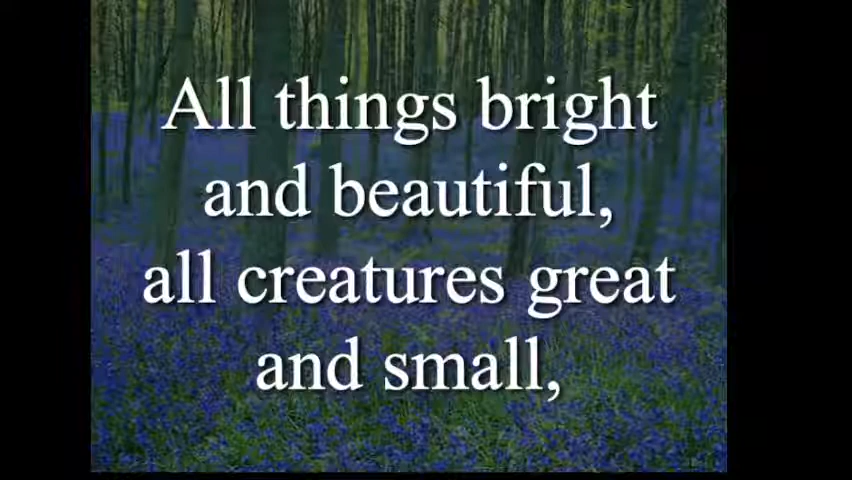 All things bright
and beautiful,
all creatures great
and small,